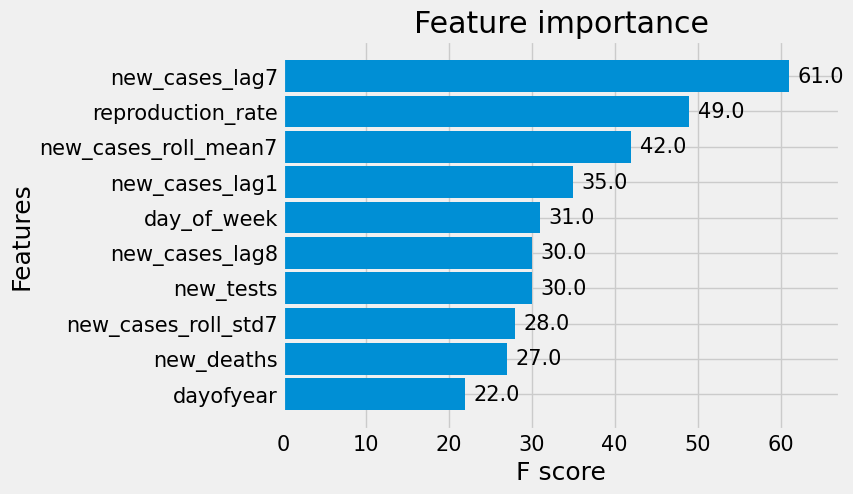 Feature importance
Features
new_cases_lag7 61.0
reproduction_rate 49.0
new_cases_roll_mean7 42.0
new_cases_lag1 35.0
day_of_week 31.0
new_cases_lag8 30.0
new_tests 30.0
new_cases_roll_std7 28.0
new_deaths 27.0
dayofyear 22.0
0 10 20 30 40 50 60
F score